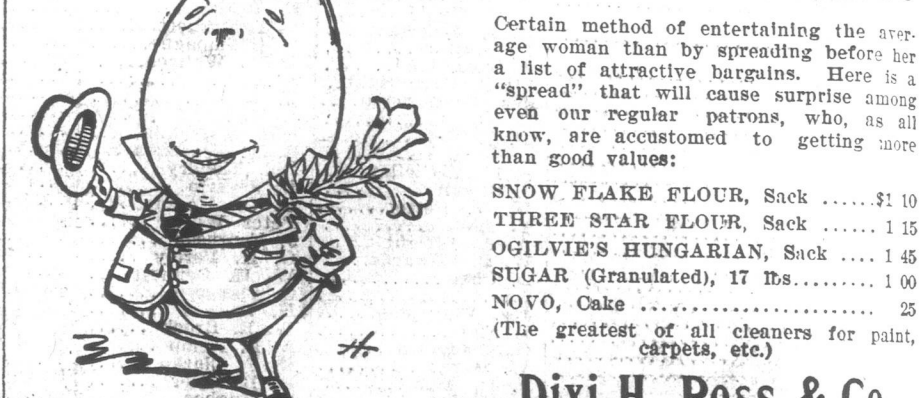 Certain method of entertaining the aver-
age woman than by spreading before her
a list of attractive bargains. Here is a
"spread" that will cause surprise among
even our regular patrons, who, as all
know, are accustomed to getting more
than good values:
SNOW FLAKE FLOUR, Sack ......$1 10
THREE STAR FLOUR, Sack ...... 1 15
OGILVIE'S HUNGARIAN, Sack .... 1 45
SUGAR (Granulated), 17 lbs......... 1 00
NOVO, Cake ........................ 25
(The greatest of all cleaners for paint,
carpets, etc.)
Dixi H. Ross & Co.